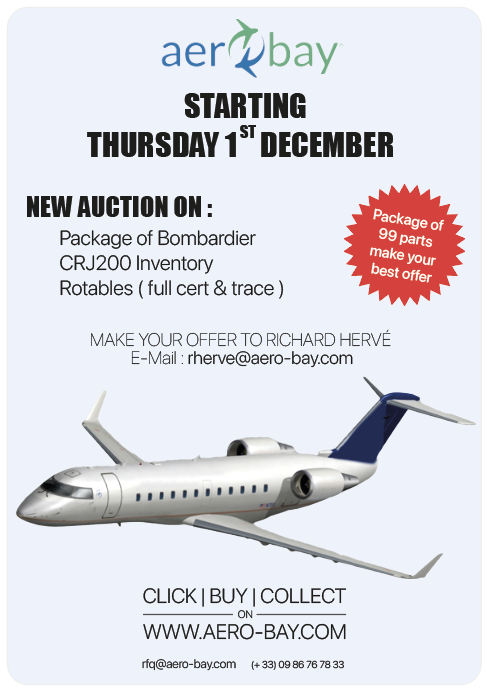 aerobay
STARTING
THURSDAY 1ST DECEMBER
NEW AUCTION ON :
Package of Bombardier
CRJ200 Inventory
Rotables ( full cert & trace )
Package of
99 parts
make your
best offer
MAKE YOUR OFFER TO RICHARD HERVÉ
E-Mail : rherve@aero-bay.com
CLICK | BUY | COLLECT
ON
WWW.AERO-BAY.COM
rfq@aero-bay.com (+ 33) 09 86 76 78 33